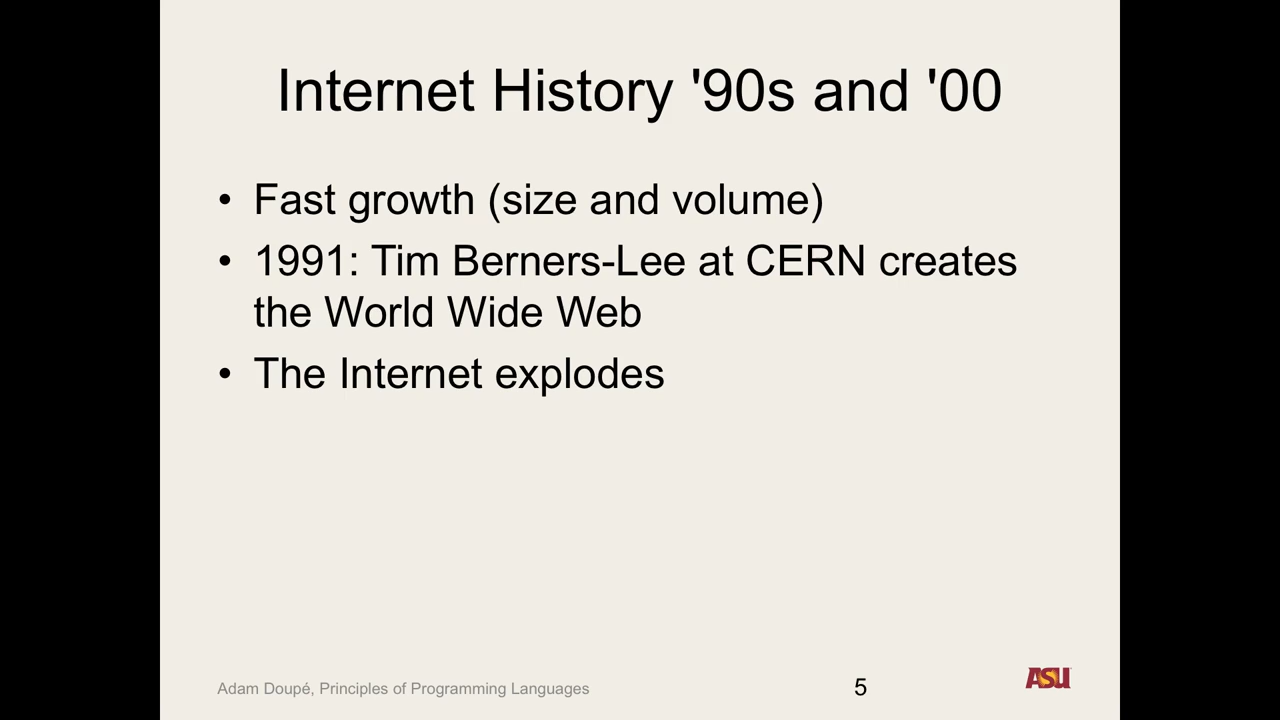 Internet History '90s and '00
• Fast growth (size and volume)
• 1991: Tim Berners-Lee at CERN creates
the World Wide Web
• The Internet explodes
Adam Doupé, Principles of Programming Languages
5
ASU